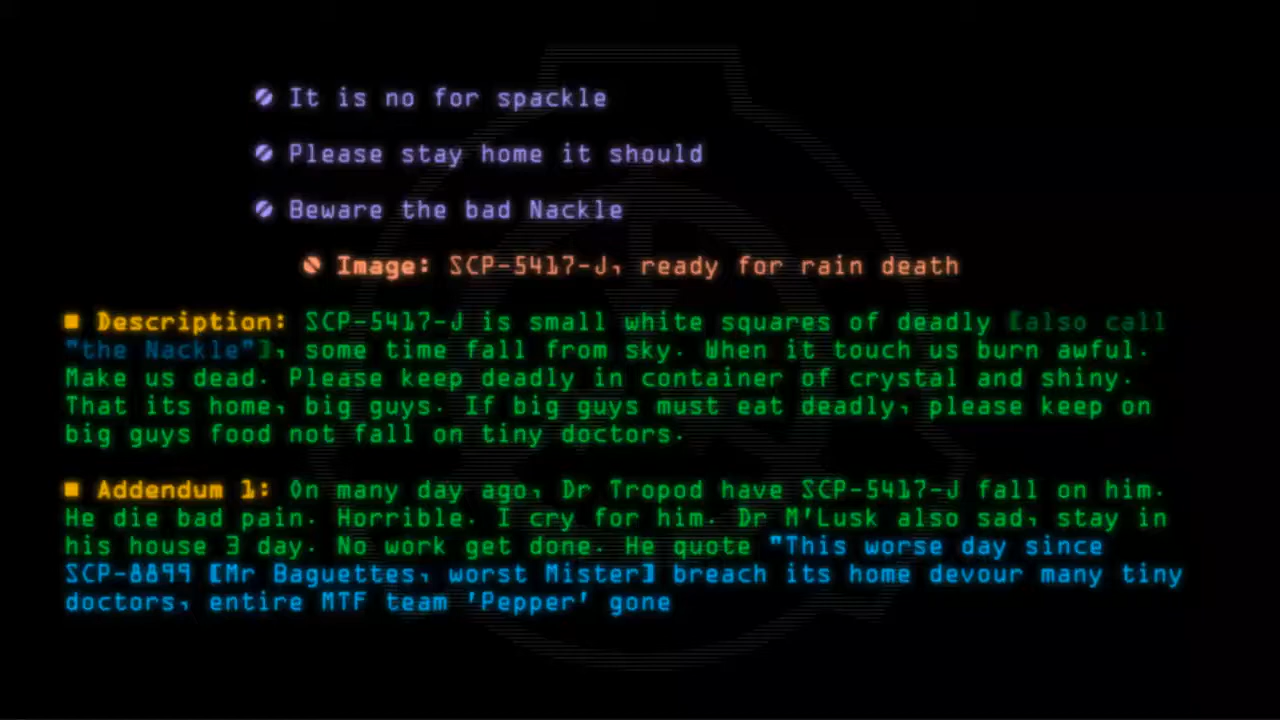 It is no for spackle
Please stay home it should
Beware the bad Nackle
Image: SCP-5417-J, ready for rain death
Description: SCP-5417-J is small white squares of deadly [also call
"the Nackle"], some time fall from sky. When it touch us burn awful.
Make us dead. Please keep deadly in container of crystal and shiny.
That its home, big guys. If big guys must eat deadly, please keep on
big guys food not fall on tiny doctors.
Addendum 1: On many day ago, Dr Tropod have SCP-5417-J fall on him.
He die bad pain. Horrible. I cry for him. Dr M'Lusk also sad, stay in
his house 3 day. No work get done. He quote "This worse day since
SCP-8899 [Mr Baguettes, worst Mister] breach its home devour many tiny
doctors, entire MTF team 'Pepper' gone